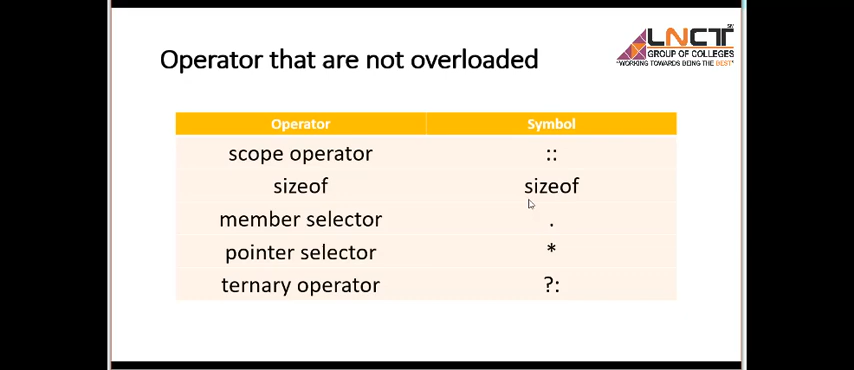 Operator that are not overloaded
LNCT
GROUP OF COLLEGES
"WORKING TOWARDS BEING THE BEST"
Operator Symbol
scope operator ::
sizeof sizeof
member selector .
pointer selector *
ternary operator ?: